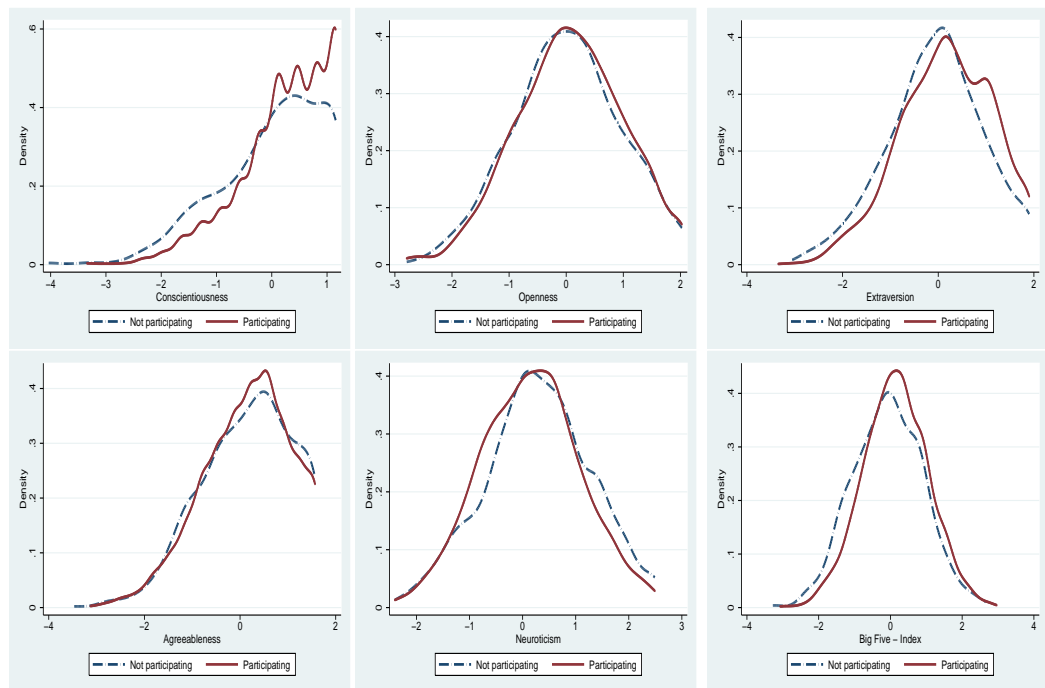 Density
.6
.4
.2
0
−4 −3 −2 −1 0 1
Conscientiousness
Not participating Participating
Density
.4
.3
.2
.1
0
−3 −2 −1 0 1 2
Openness
Not participating Participating
Density
.4
.3
.2
.1
0
−2 0 2
Extraversion
Not participating Participating
Density
.4
.3
.2
.1
0
−2 0 2
Agreeableness
Not participating Participating
Density
.4
.3
.2
.1
0
−2 −1 0 1 2 3
Neuroticism
Not participating Participating
Density
.4
.3
.2
.1
0
−4 −2 0 2 4
Big Five − Index
Not participating Participating